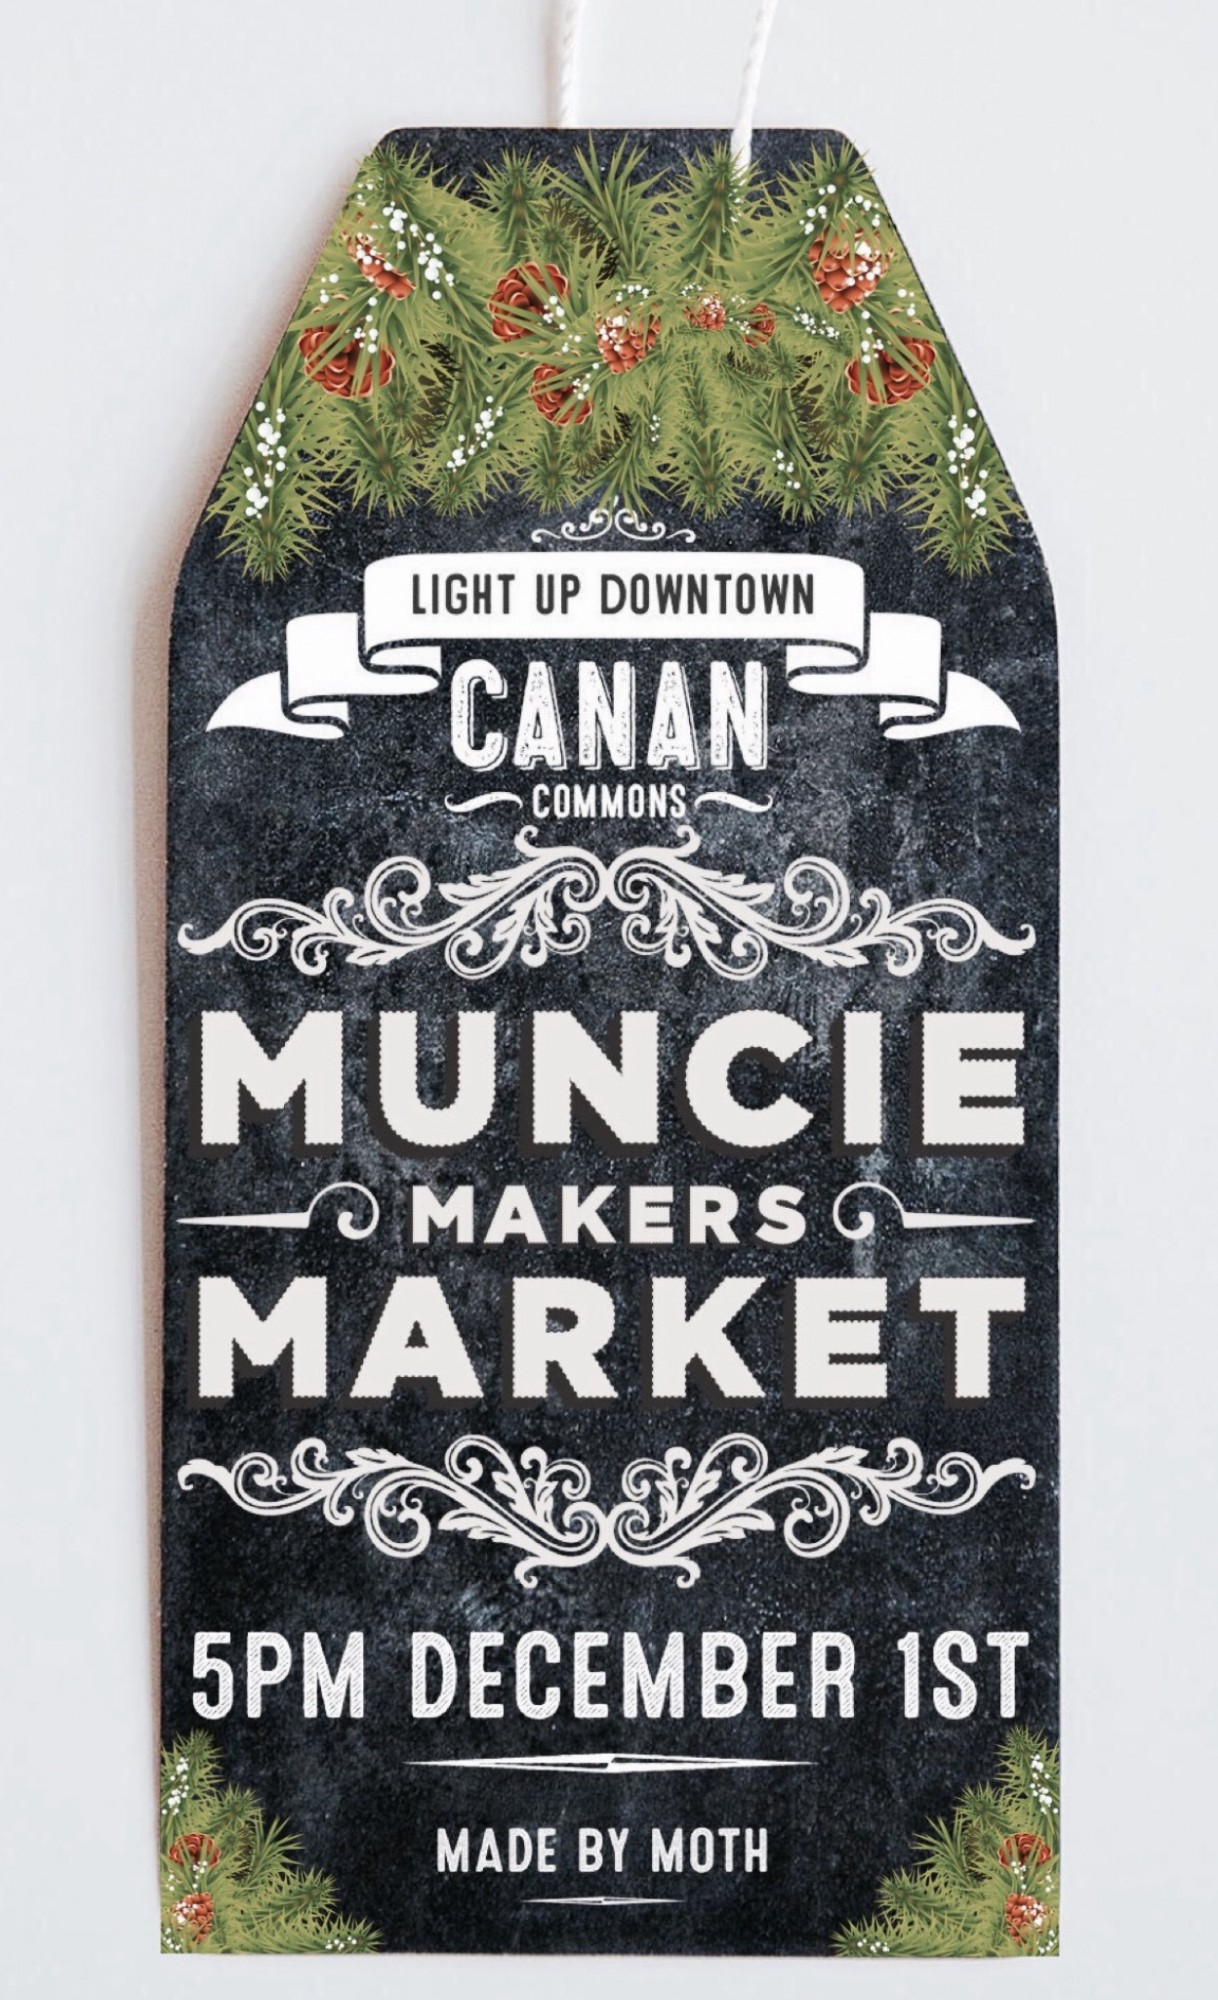 LIGHT UP DOWNTOWN
CANAN
COMMONS
MUNCIE
MAKERS
MARKET
5PM DECEMBER 1ST
MADE BY MOTH